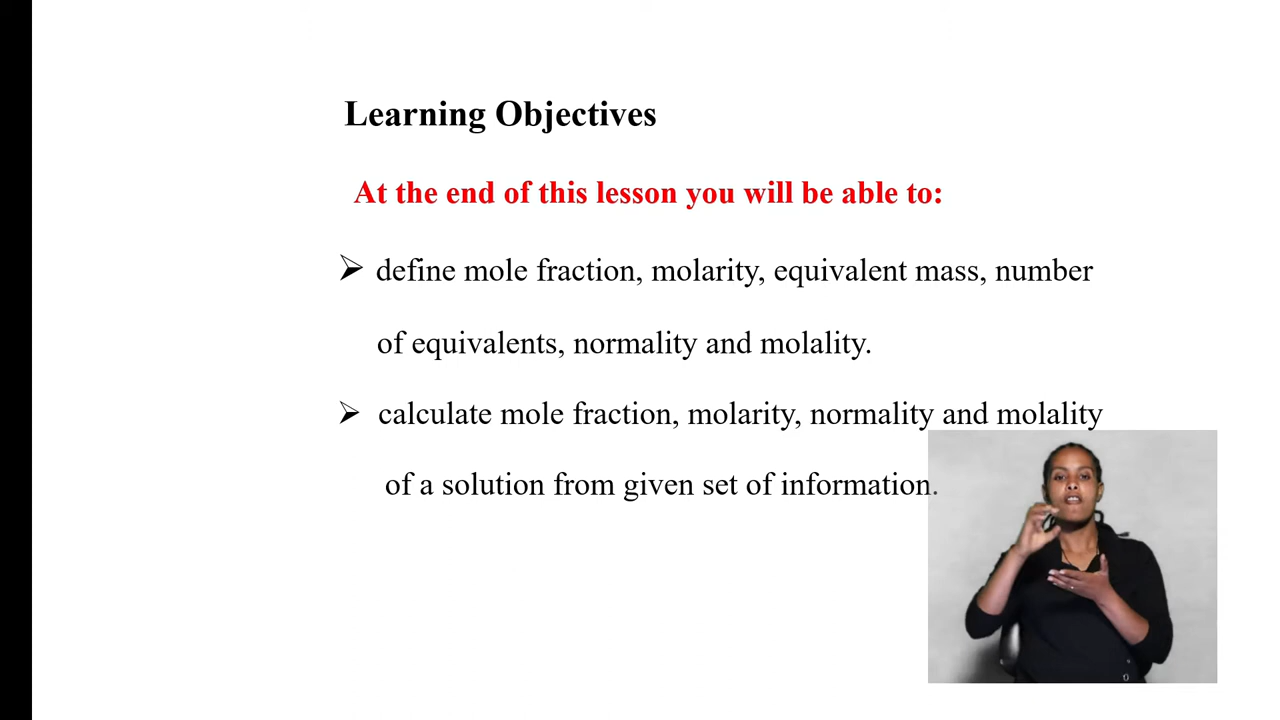 Learning Objectives
At the end of this lesson you will be able to:
➢ define mole fraction, molarity, equivalent mass, number
of equivalents, normality and molality.
➢ calculate mole fraction, molarity, normality and molality
of a solution from given set of information.